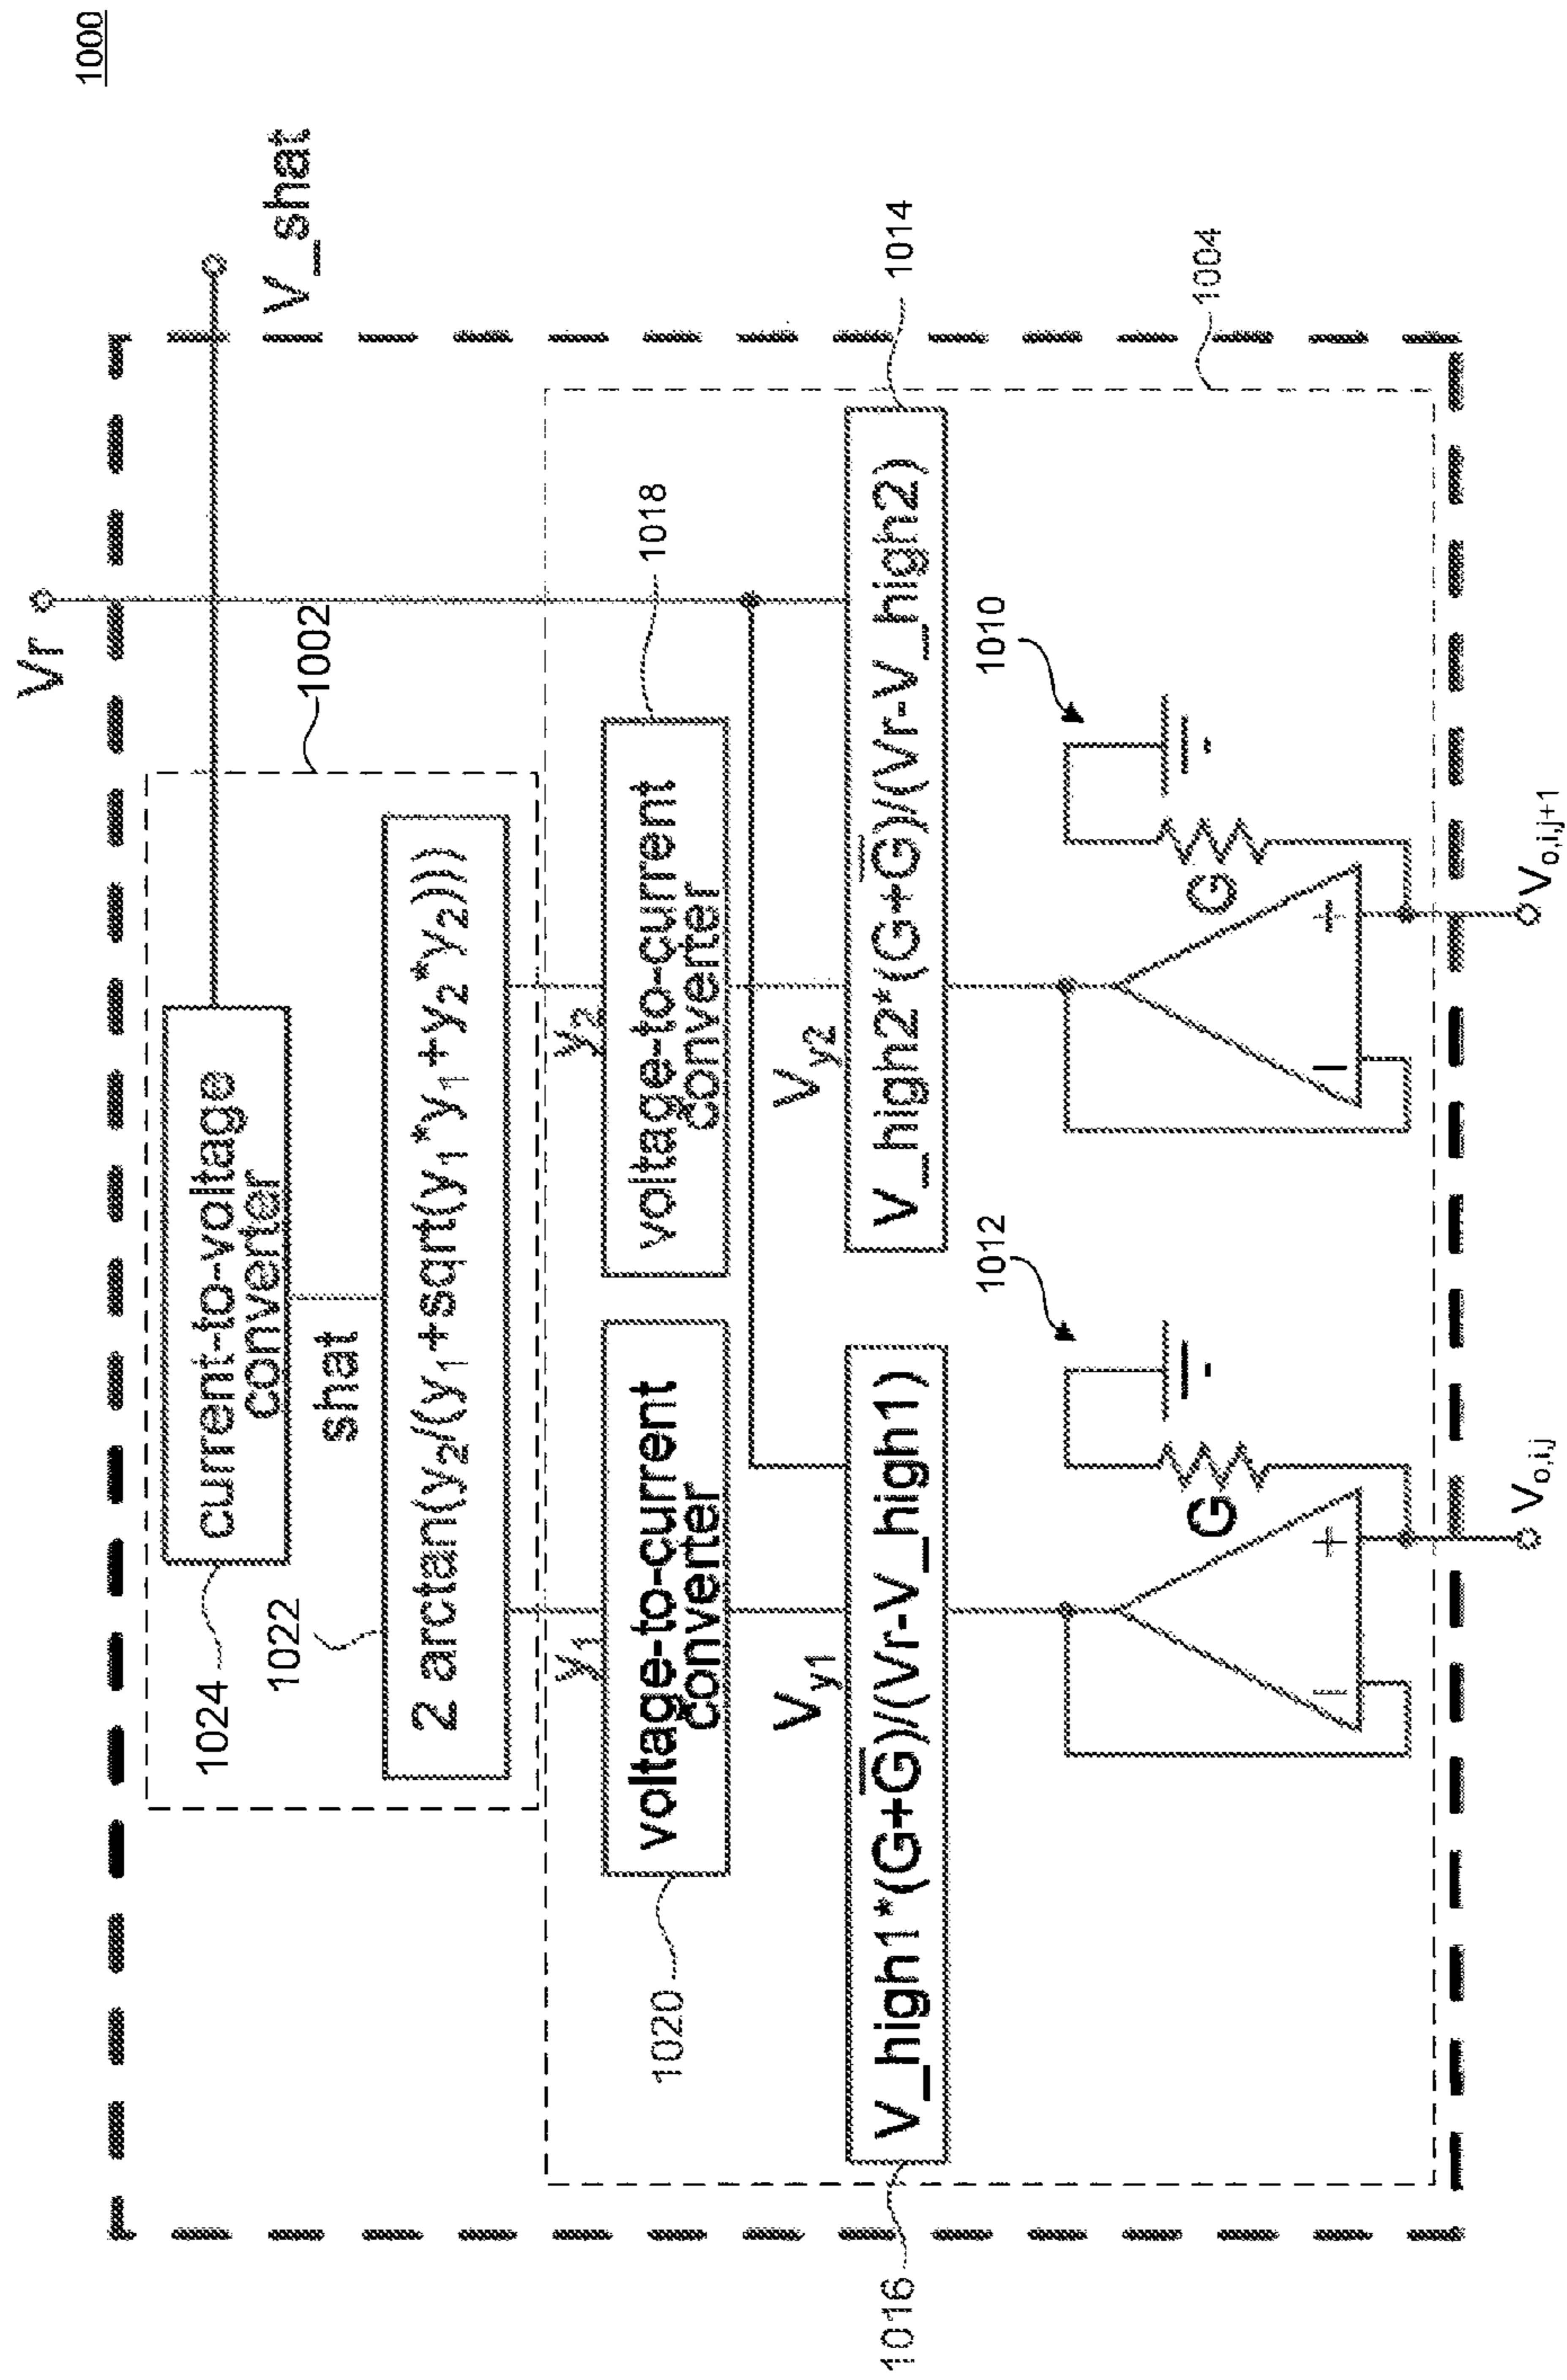 1000
Vr
V_shat
1002
current-to-voltage
converter
1024
shat
1022
2 arctan(y₂/(y₁+sqrt(y₁*y₁+y₂*y₂)))
y₁
y₂
1018
voltage-to-current
converter
voltage-to-current
converter
1020
Vy1
Vy2
1014
V_high1*(G+G̅)/(Vr-V_high1)
V_high2*(G+G̅)/(Vr-V_high2)
1016
1012
1010
1004
G
G
+
−
+
−
Vo,i,j
Vo,i,j+1